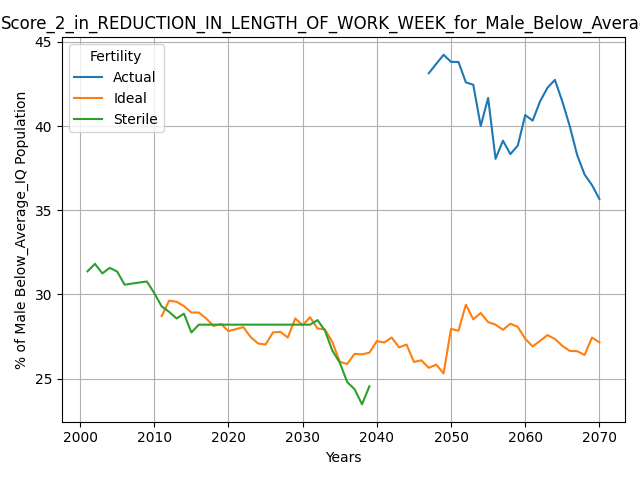 Score_2_in_REDUCTION_IN_LENGTH_OF_WORK_WEEK_for_Male_Below_Avera
45
40
35
30
25
Fertility
Actual
Ideal
Sterile
% of Male Below_Average_IQ Population
2000 2010 2020 2030 2040 2050 2060 2070
Years